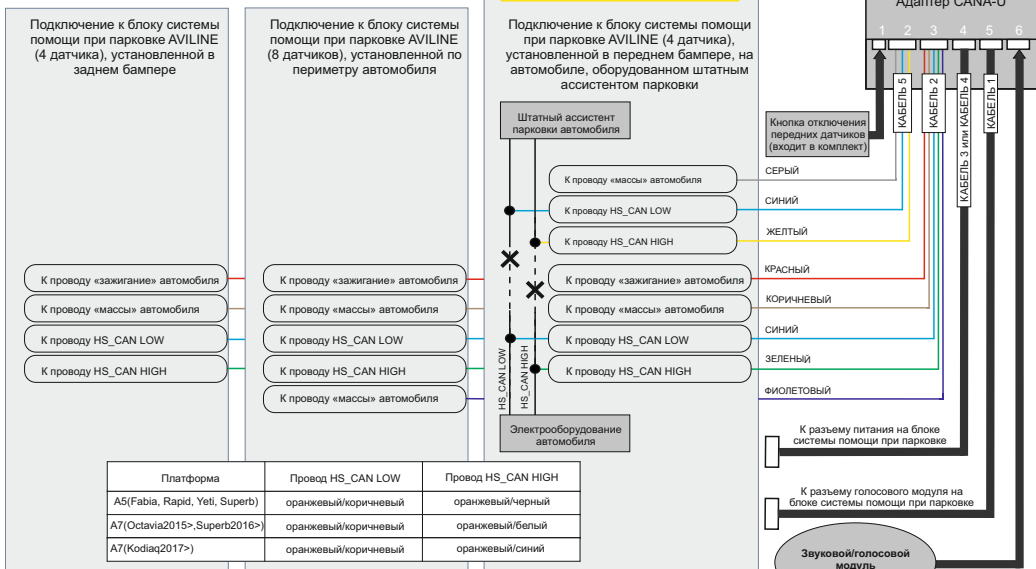 Подключение к блоку системы
помощи при парковке AVILINE
(4 датчика), установленной в
заднем бампере
Подключение к блоку системы
помощи при парковке AVILINE
(8 датчиков), установленной по
периметру автомобиля
Подключение к блоку системы помощи
при парковке AVILINE (4 датчика),
установленной в переднем бампере, на
автомобиле, оборудованном штатным
ассистентом парковки
Адаптер CANA-U
1 2 3 4 5 6
КАБЕЛЬ 5
КАБЕЛЬ 2
КАБЕЛЬ 3 или КАБЕЛЬ 4
КАБЕЛЬ 1
Кнопка отключения
передних датчиков
(входит в комплект)
Штатный ассистент
парковки автомобиля
К проводу «массы» автомобиля
СЕРЫЙ
К проводу HS_CAN LOW
СИНИЙ
К проводу HS_CAN HIGH
ЖЕЛТЫЙ
К проводу «зажигание» автомобиля
К проводу «зажигание» автомобиля
К проводу «зажигание» автомобиля
КРАСНЫЙ
К проводу «массы» автомобиля
К проводу «массы» автомобиля
К проводу «массы» автомобиля
КОРИЧНЕВЫЙ
К проводу HS_CAN LOW
К проводу HS_CAN LOW
К проводу HS_CAN LOW
СИНИЙ
К проводу HS_CAN HIGH
К проводу HS_CAN HIGH
К проводу HS_CAN HIGH
ЗЕЛЕНЫЙ
К проводу «массы» автомобиля
ФИОЛЕТОВЫЙ
HS_CAN LOW
HS_CAN HIGH
Электрооборудование
автомобиля
К разъему питания на блоке
системы помощи при парковке
К разъему голосового модуля на
блоке системы помощи при парковке
Звуковой/голосовой
модуль
Платформа Провод HS_CAN LOW Провод HS_CAN HIGH
A5(Fabia, Rapid, Yeti, Superb) оранжевый/коричневый оранжевый/черный
A7(Octavia2015>,Superb2016>) оранжевый/коричневый оранжевый/белый
A7(Kodiaq2017>) оранжевый/коричневый оранжевый/синий